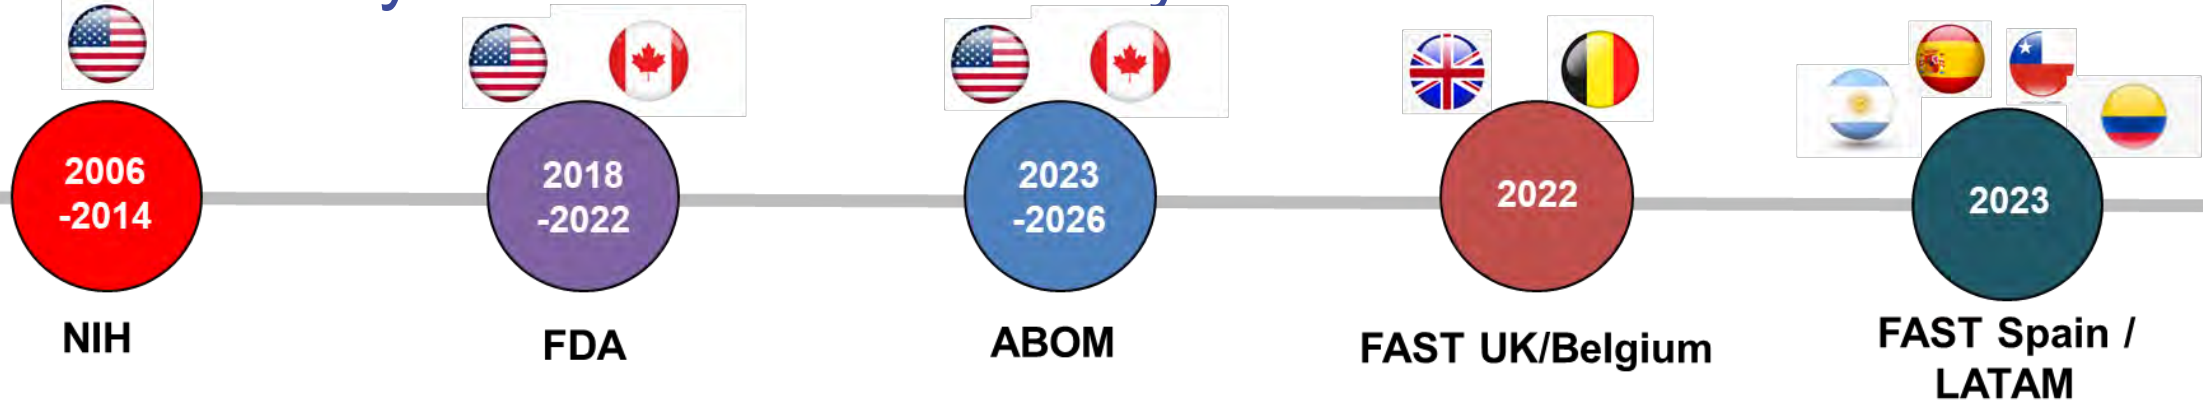 2006
-2014
2018
-2022
2023
-2026
2022
2023
NIH
FDA
ABOM
FAST UK/Belgium
FAST Spain /
LATAM